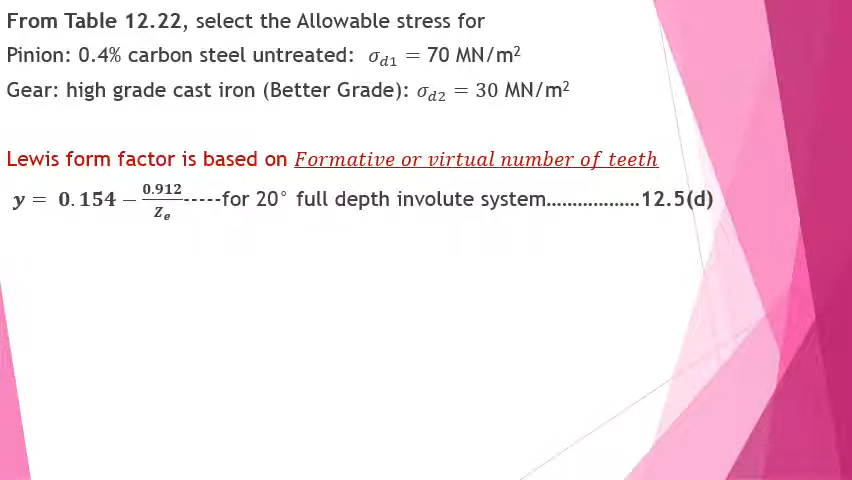 From Table 12.22, select the Allowable stress for
Pinion: 0.4% carbon steel untreated: σd1 = 70 MN/m²
Gear: high grade cast iron (Better Grade): σd2 = 30 MN/m²
Lewis form factor is based on Formative or virtual number of teeth
y = 0.154 − 0.912/Ze-----for 20° full depth involute system………………12.5(d)